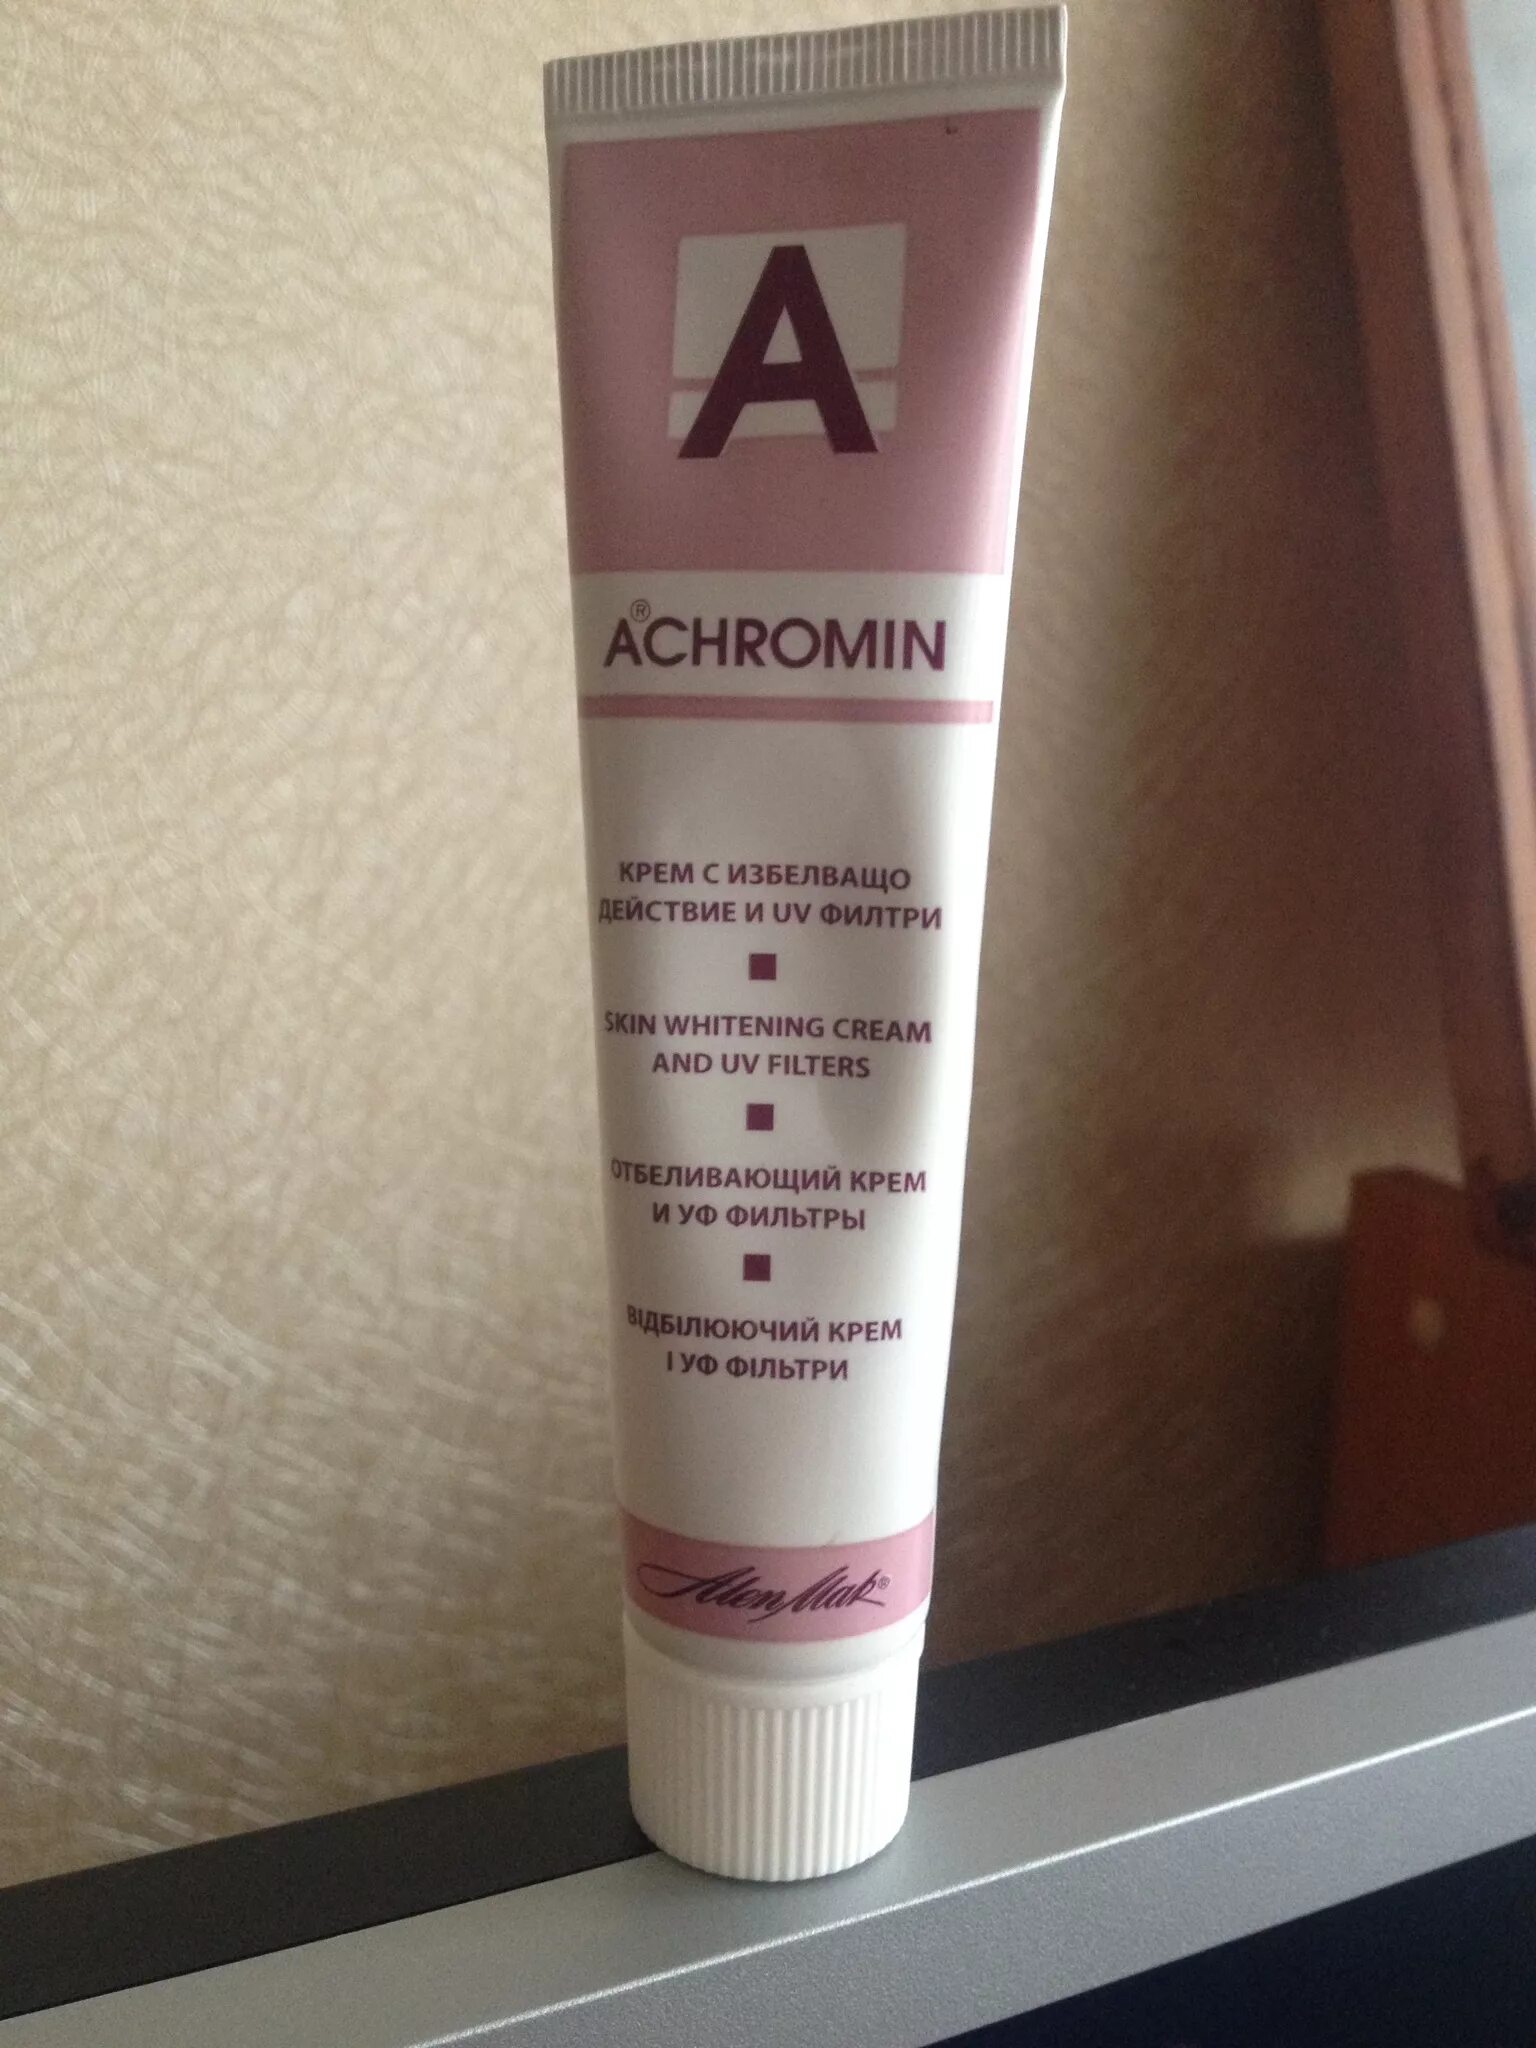 A
ACHROMIN®
КРЕМ С ИЗБЕЛВАЩО
ДЕЙСТВИЕ И UV ФИЛТРИ
SKIN WHITENING CREAM
AND UV FILTERS
ОТБЕЛИВАЮЩИЙ КРЕМ
И УФ ФИЛЬТРЫ
ВІДБІЛЮЮЧИЙ КРЕМ
І УФ ФІЛЬТРИ
Alen Mak®